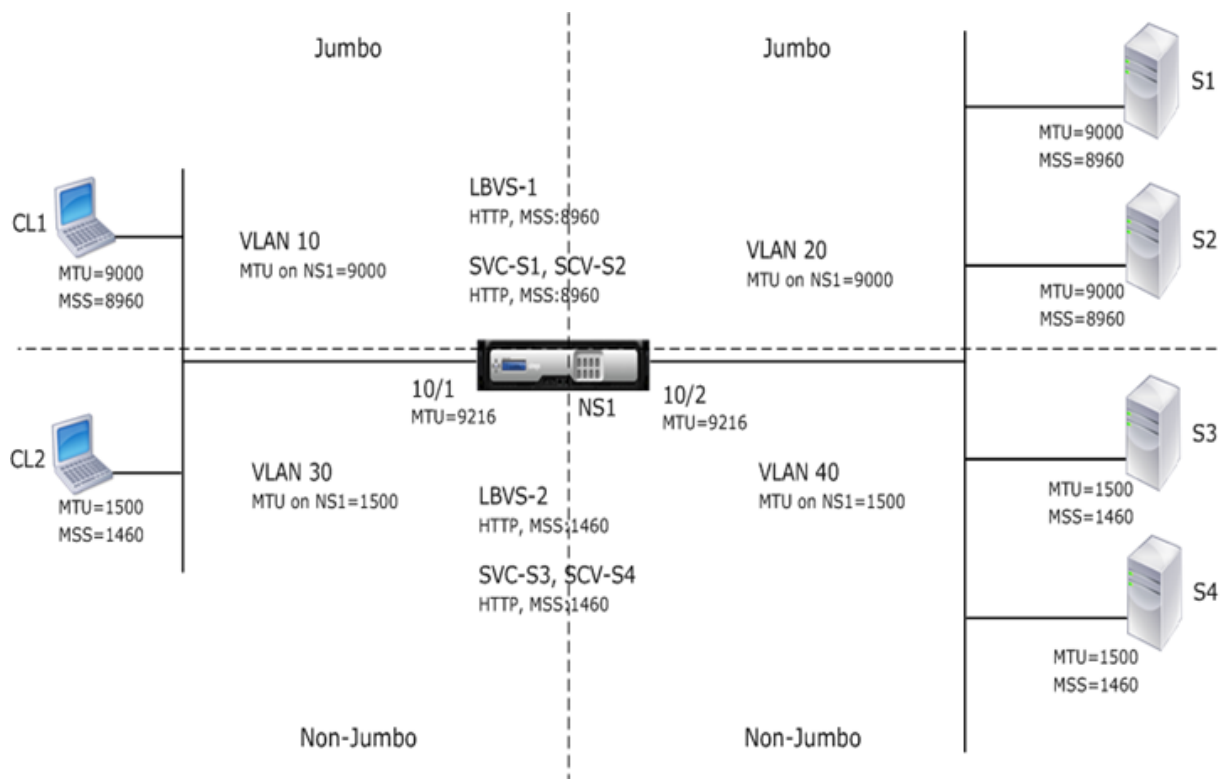 Jumbo
Jumbo
S1
MTU=9000
MSS=8960
CL1
MTU=9000
MSS=8960
VLAN 10
MTU on NS1=9000
LBVS-1
HTTP, MSS:8960
SVC-S1, SCV-S2
HTTP, MSS:8960
VLAN 20
MTU on NS1=9000
S2
MTU=9000
MSS=8960
10/1
MTU=9216
NS1
10/2
MTU=9216
S3
MTU=1500
MSS=1460
CL2
MTU=1500
MSS=1460
VLAN 30
MTU on NS1=1500
LBVS-2
HTTP, MSS:1460
SVC-S3, SCV-S4
HTTP, MSS:1460
VLAN 40
MTU on NS1=1500
S4
MTU=1500
MSS=1460
Non-Jumbo
Non-Jumbo